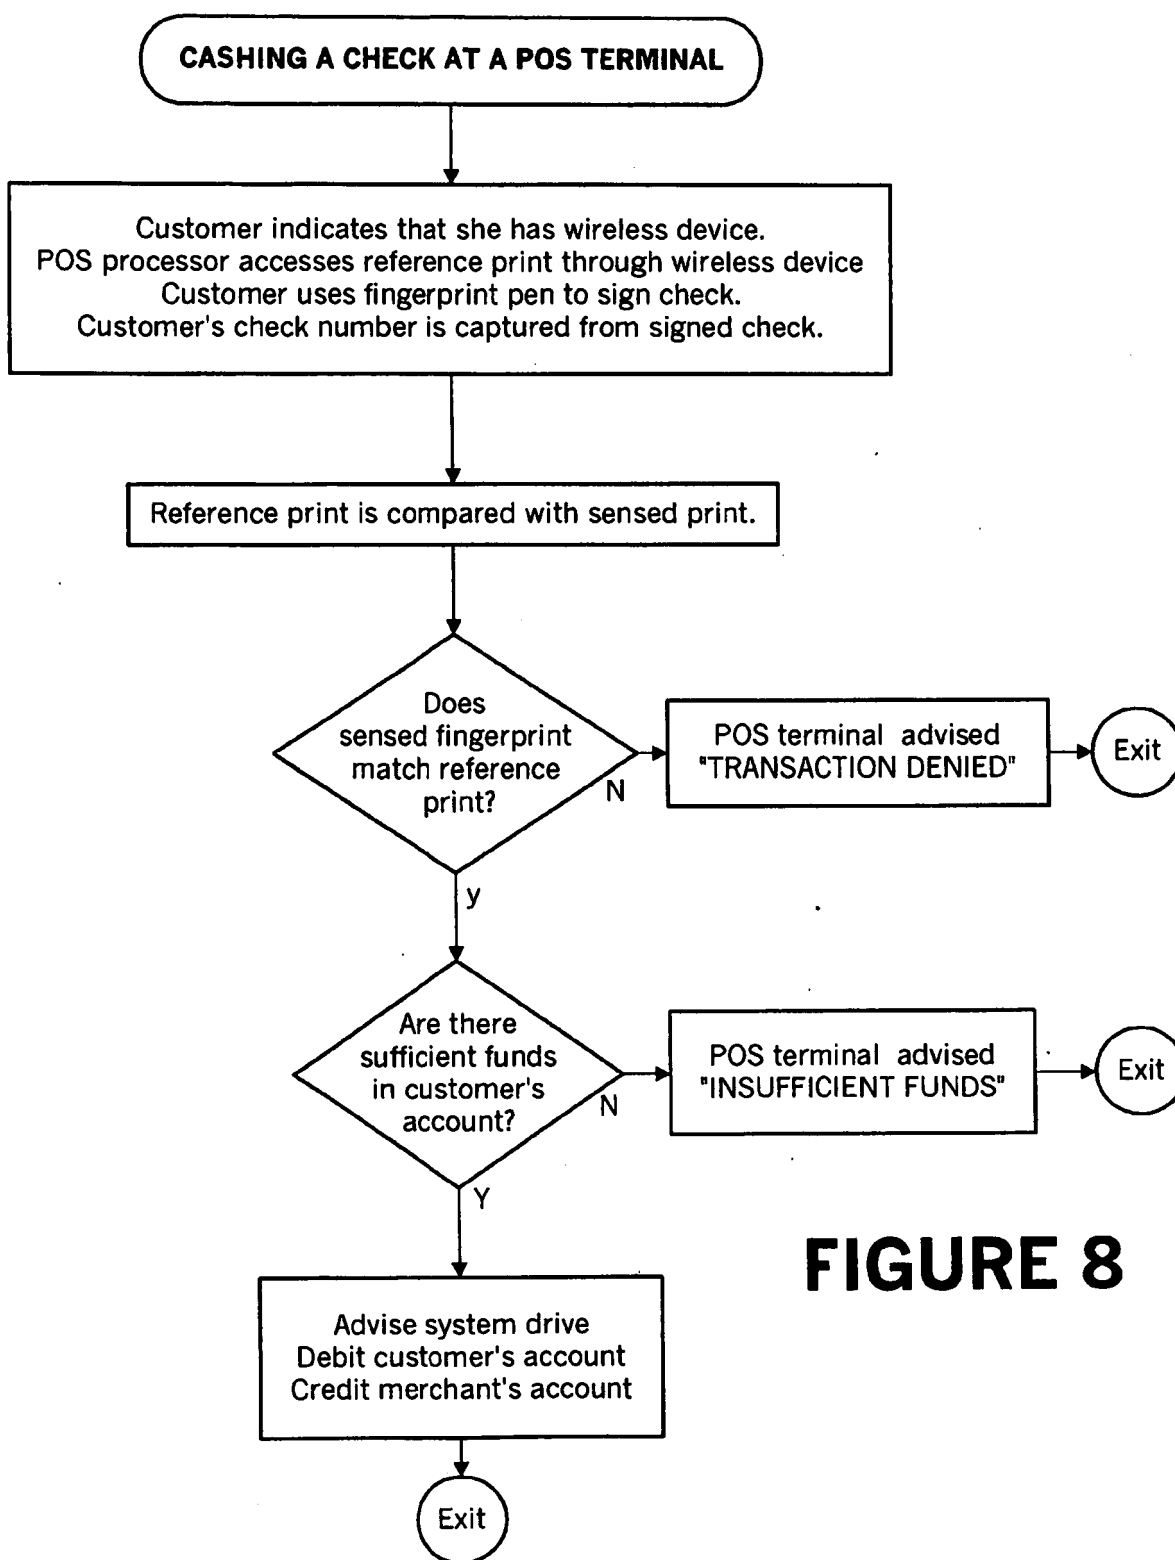 CASHING A CHECK AT A POS TERMINAL
Customer indicates that she has wireless device.
POS processor accesses reference print through wireless device
Customer uses fingerprint pen to sign check.
Customer's check number is captured from signed check.
Reference print is compared with sensed print.
Does
sensed fingerprint
match reference
print?
N
POS terminal advised
"TRANSACTION DENIED"
Exit
y
Are there
sufficient funds
in customer's
account?
N
POS terminal advised
"INSUFFICIENT FUNDS"
Exit
Y
FIGURE 8
Advise system drive
Debit customer's account
Credit merchant's account
Exit